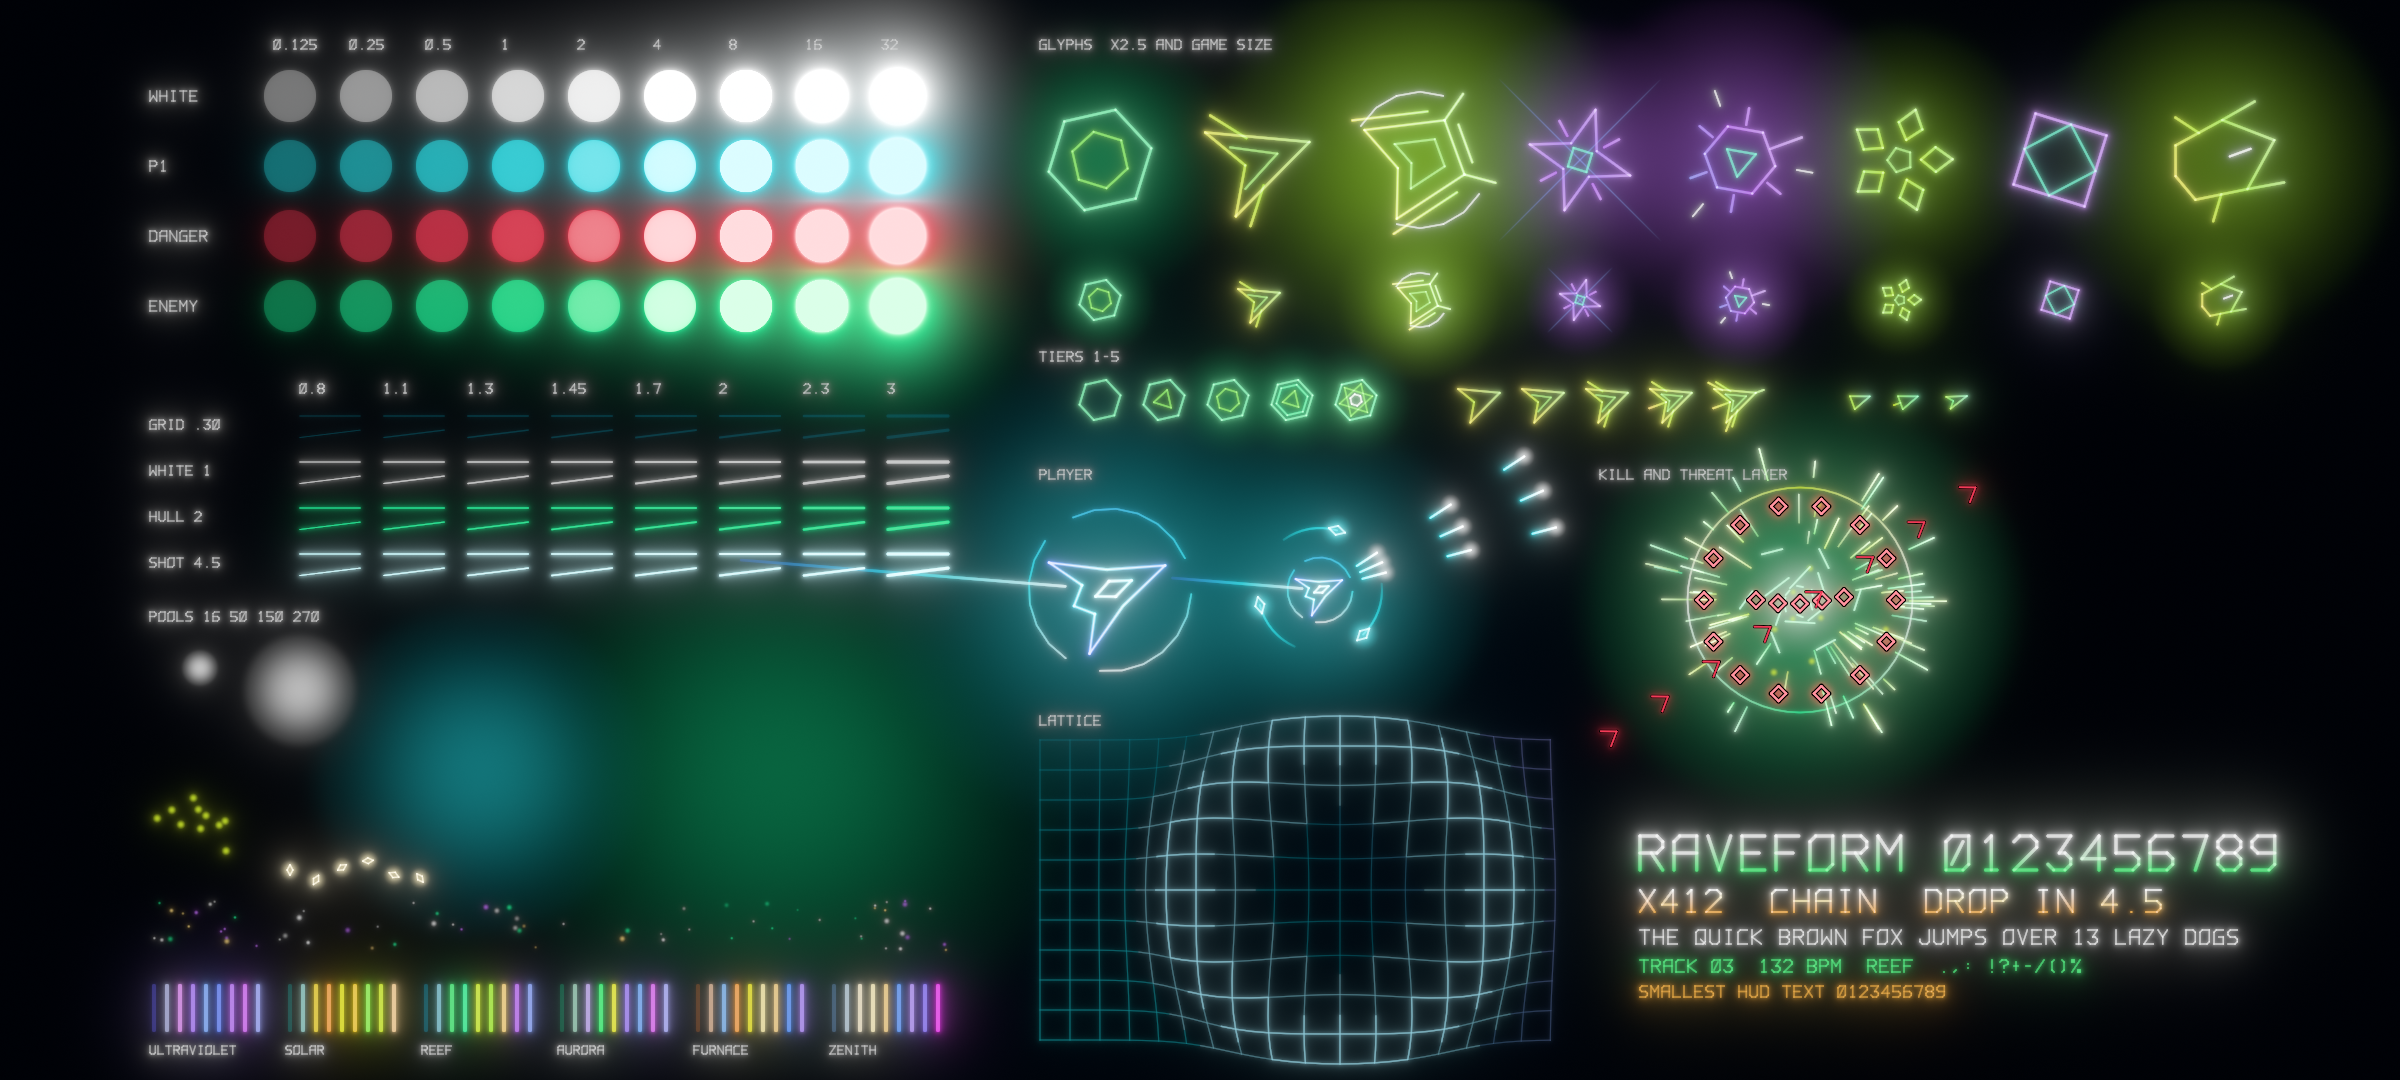 0.125 0.25 0.5 1 2 4 8 16 32
WHITE
P1
DANGER
ENEMY
0.8 1.1 1.3 1.45 1.7 2 2.3 3
GRID .30
WHITE 1
HULL 2
SHOT 4.5
POOLS 16 50 150 270
ULTRAVIOLET SOLAR REEF AURORA FURNACE ZENITH
GLYPHS X2.5 AND GAME SIZE
TIERS 1-5
PLAYER
KILL AND THREAT LAYER
LATTICE
RAVEFORM 0123456789
X412 CHAIN DROP IN 4.5
THE QUICK BROWN FOX JUMPS OVER 13 LAZY DOGS
TRACK 03 132 BPM REEF .,: !?+-/()%
SMALLEST HUD TEXT 0123456789